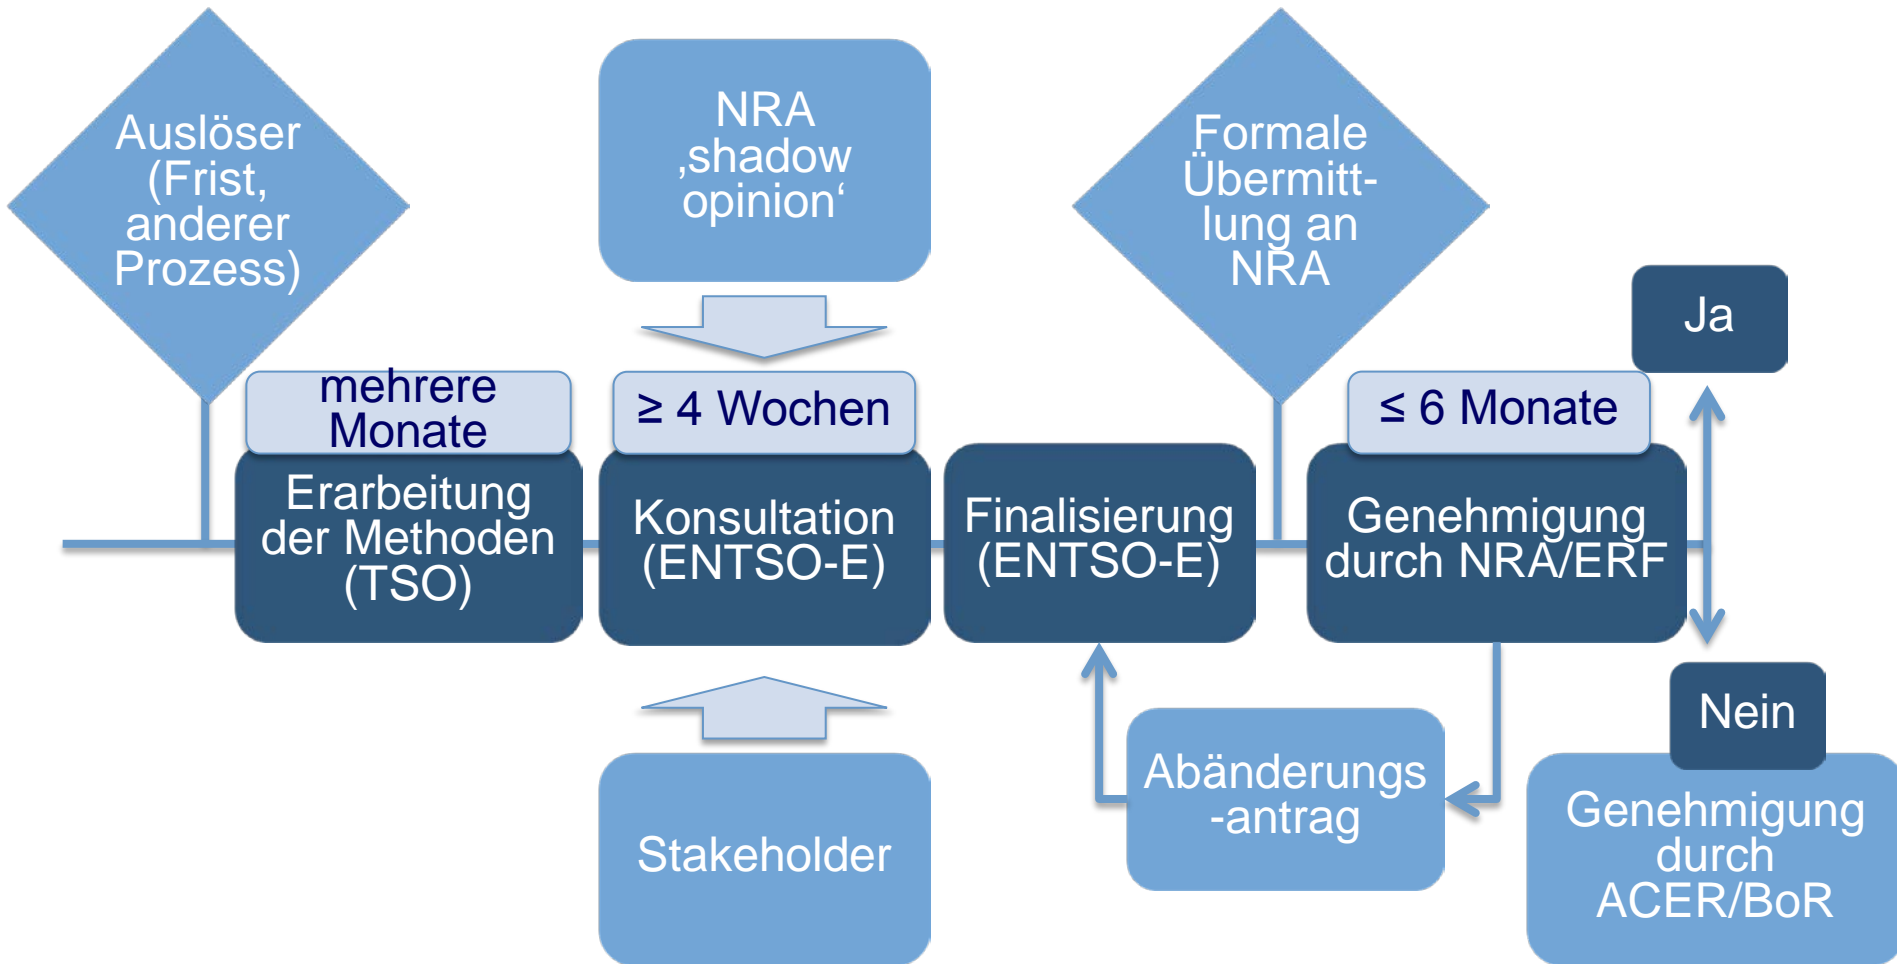 Auslöser
(Frist,
anderer
Prozess)
NRA
‚shadow
opinion‘
Formale
Übermitt-
lung an
NRA
Ja
mehrere
Monate
≥ 4 Wochen
≤ 6 Monate
Erarbeitung
der Methoden
(TSO)
Konsultation
(ENTSO-E)
Finalisierung
(ENTSO-E)
Genehmigung
durch NRA/ERF
Nein
Abänderungs
-antrag
Stakeholder
Genehmigung
durch
ACER/BoR